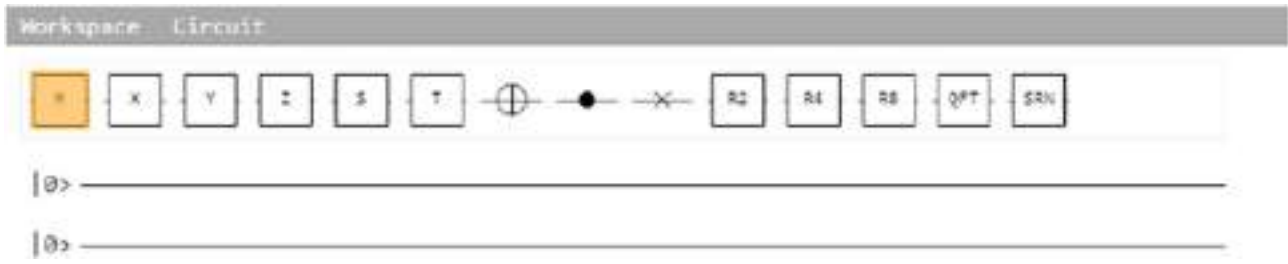 Workspace Circuit
H X Y Z S T R2 R4 R8 QFT SRN
|0>
|0>